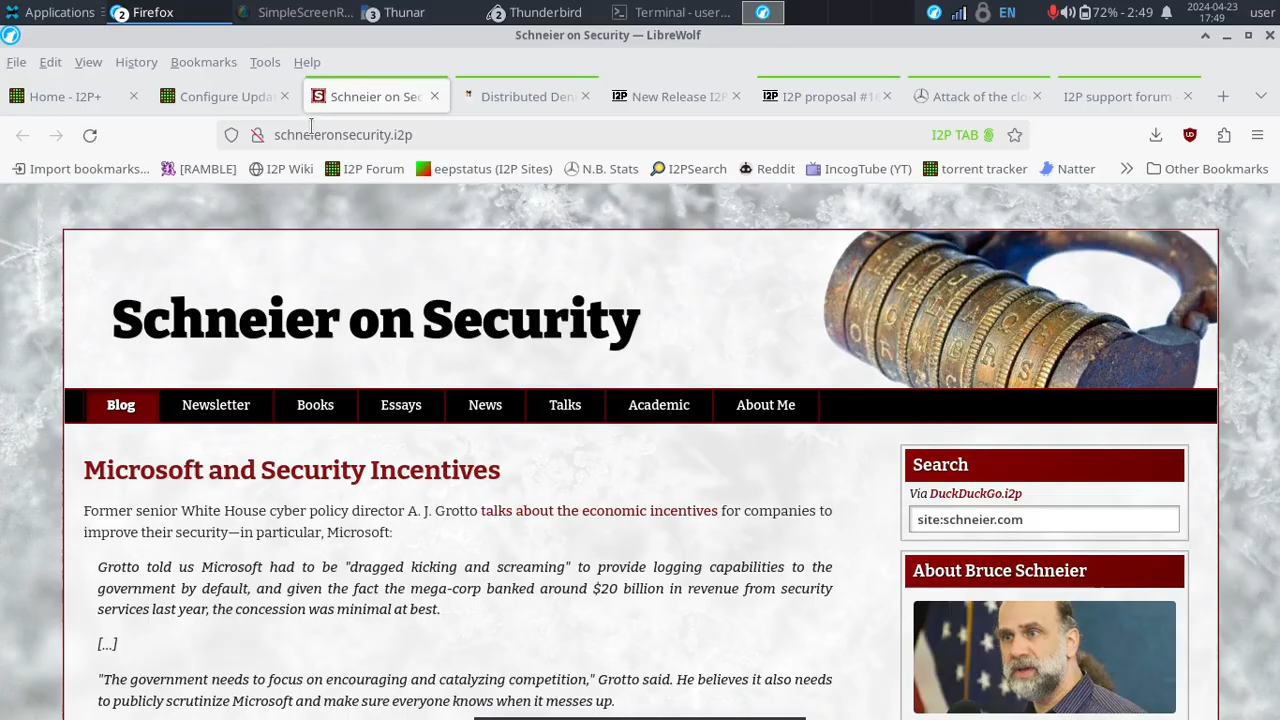 Applications
2 Firefox
SimpleScreenR...
3 Thunar
2 Thunderbird
Terminal - user...
EN
72% - 2:49
2024-04-23
17:49
user
Schneier on Security — LibreWolf
File Edit View History Bookmarks Tools Help
Home - I2P+
Configure Upda
Schneier on Sec
Distributed Deni
New Release I2P
I2P proposal #16
Attack of the clo
I2P support forum -
schneieronsecurity.i2p
I2P TAB
Import bookmarks...
[RAMBLE]
I2P Wiki
I2P Forum
eepstatus (I2P Sites)
N.B. Stats
I2PSearch
Reddit
IncogTube (YT)
torrent tracker
Natter
Other Bookmarks
Schneier on Security
Blog Newsletter Books Essays News Talks Academic About Me
Microsoft and Security Incentives
Former senior White House cyber policy director A. J. Grotto talks about the economic incentives for companies to
improve their security—in particular, Microsoft:
Grotto told us Microsoft had to be "dragged kicking and screaming" to provide logging capabilities to the
government by default, and given the fact the mega-corp banked around $20 billion in revenue from security
services last year, the concession was minimal at best.
[...]
"The government needs to focus on encouraging and catalyzing competition," Grotto said. He believes it also needs
to publicly scrutinize Microsoft and make sure everyone knows when it messes up.
Search
Via DuckDuckGo.i2p
site:schneier.com
About Bruce Schneier